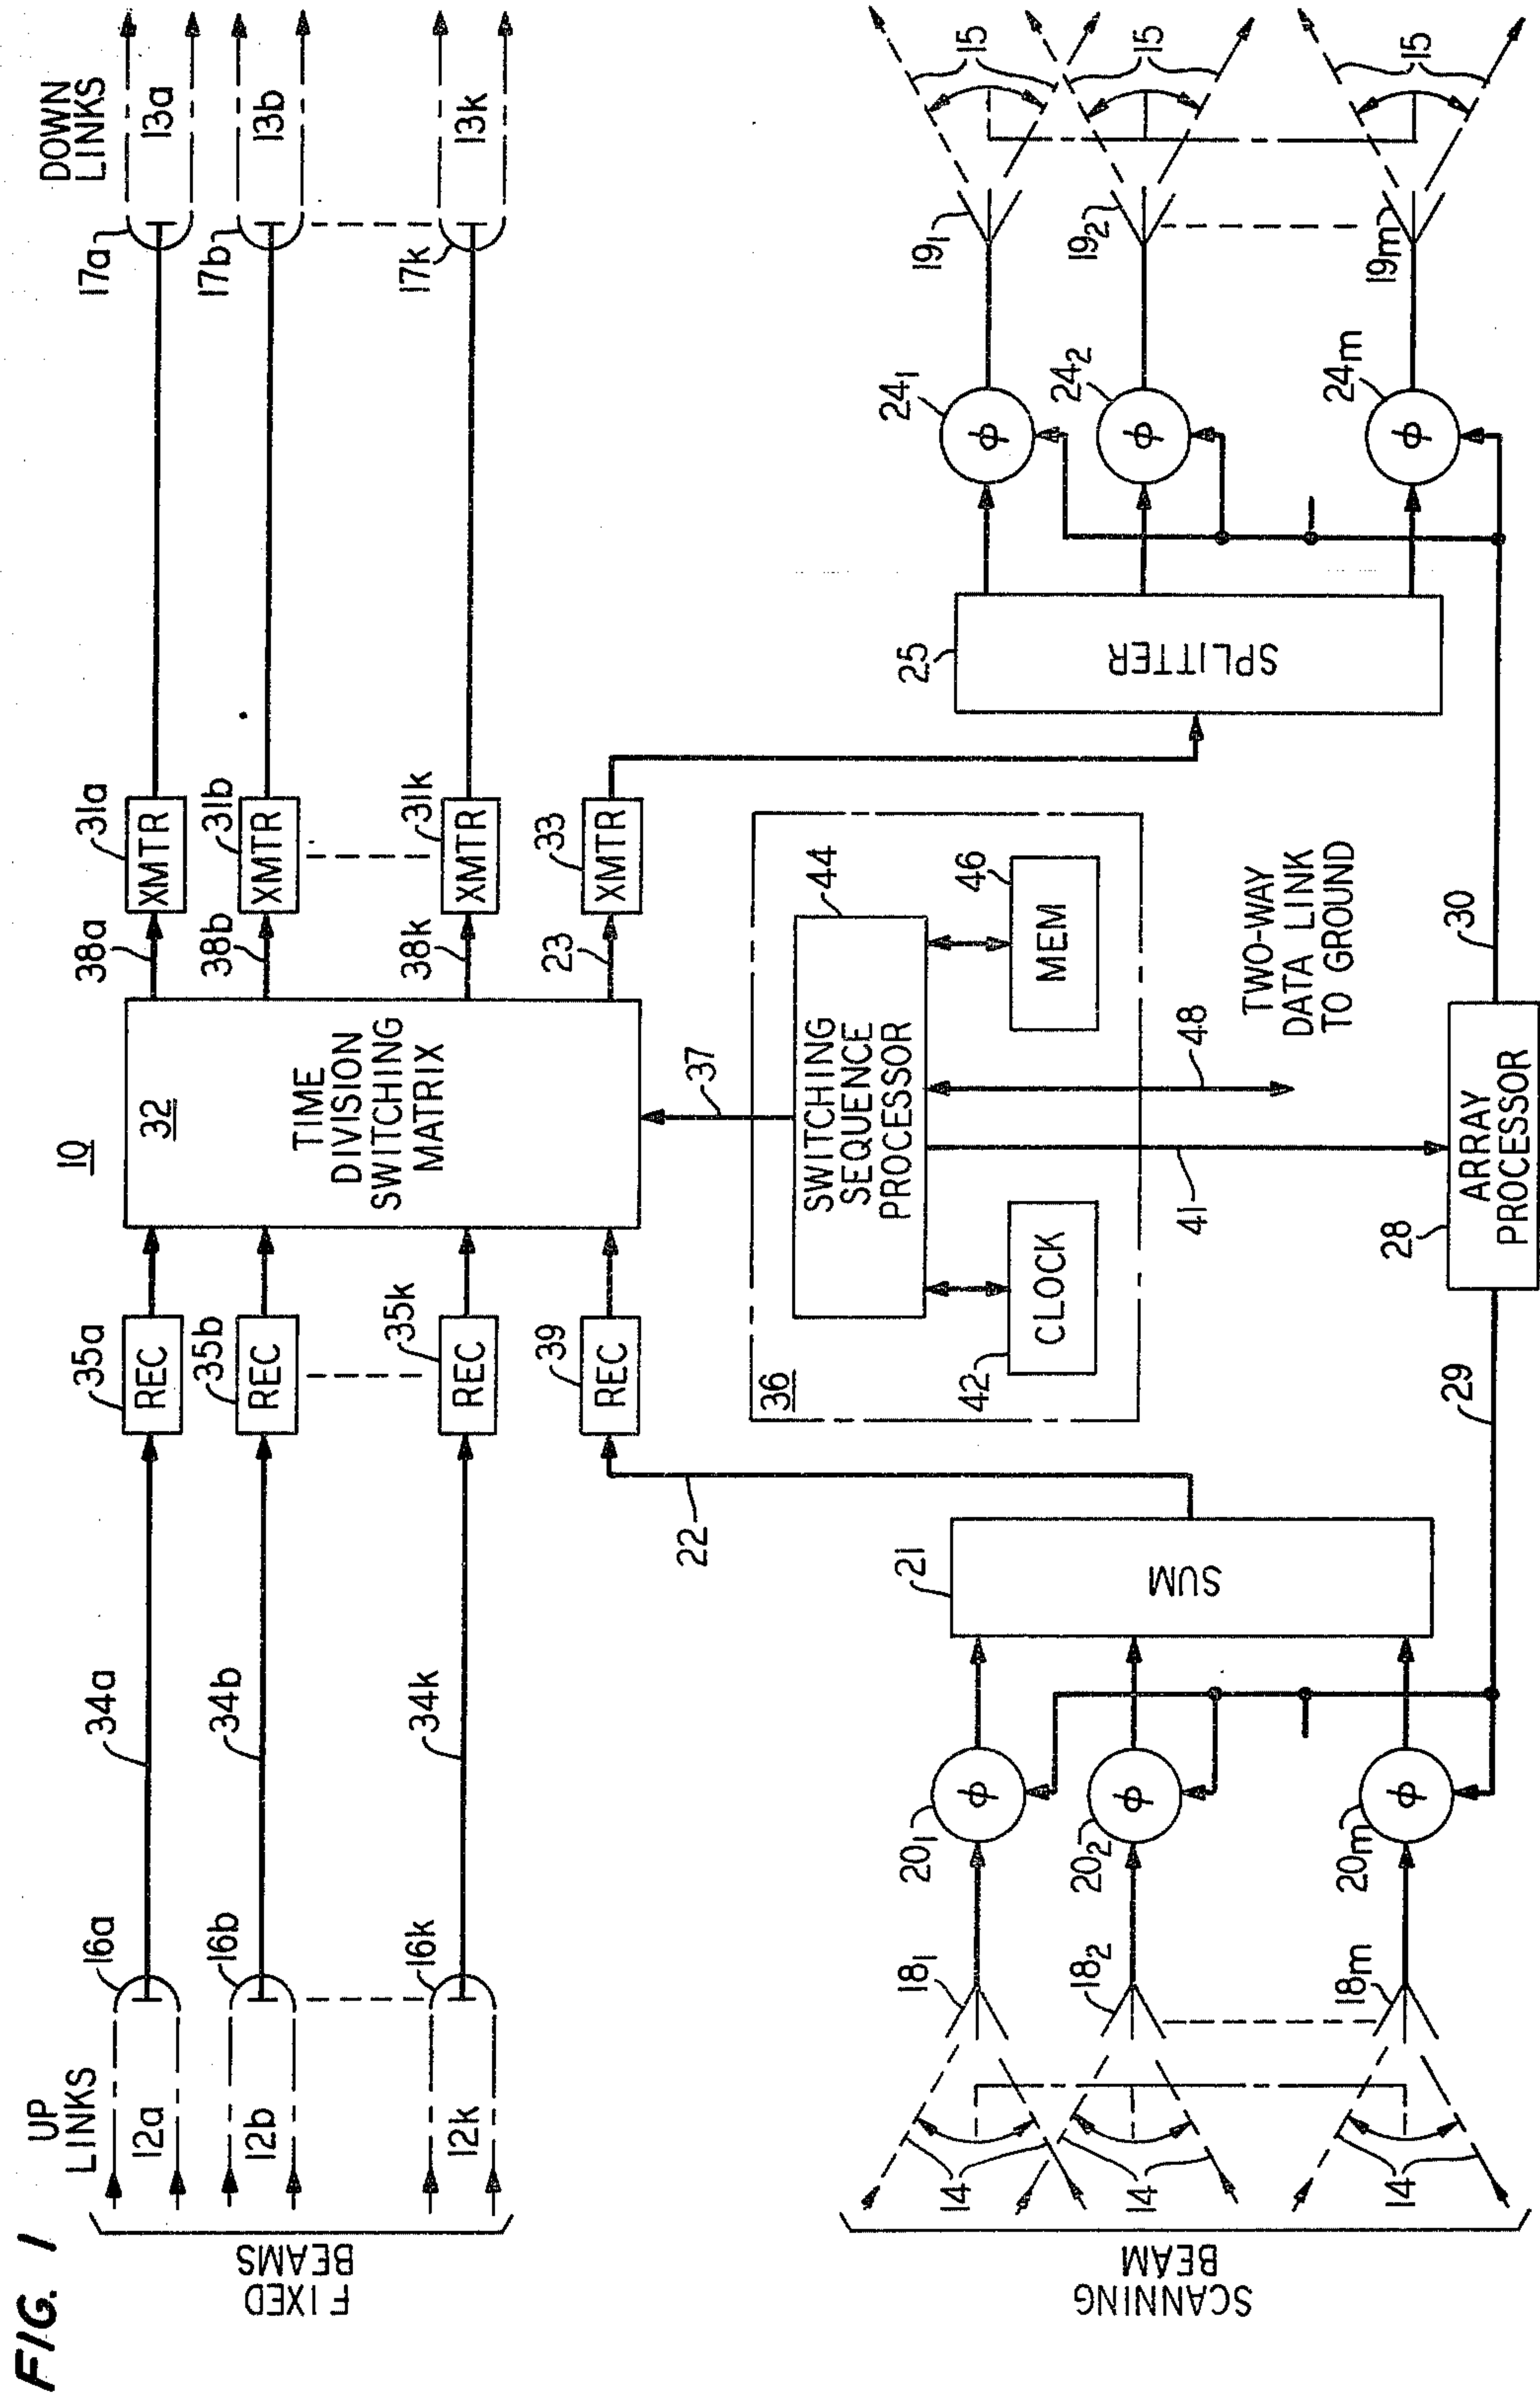 FIG. 1
10
UP
LINKS
DOWN
LINKS
FIXED
BEAMS
12a
16a
34a
35a
REC
38a
31a
XMTR
17a
13a
12b
16b
34b
35b
REC
38b
31b
XMTR
17b
13b
12k
16k
34k
35k
REC
38k
31k
XMTR
17k
13k
32
TIME
DIVISION
SWITCHING
MATRIX
39
REC
22
23
33
XMTR
37
36
SWITCHING
SEQUENCE
PROCESSOR
44
42
CLOCK
46
MEM
41
48
TWO-WAY
DATA LINK
TO GROUND
SCANNING
BEAM
14
18₁
20₁
φ
14
18₂
20₂
φ
14
18m
20m
φ
21
SUM
25
SPLITTER
24₁
φ
19₁
15
24₂
φ
19₂
15
24m
φ
19m
15
29
28
ARRAY
PROCESSOR
30